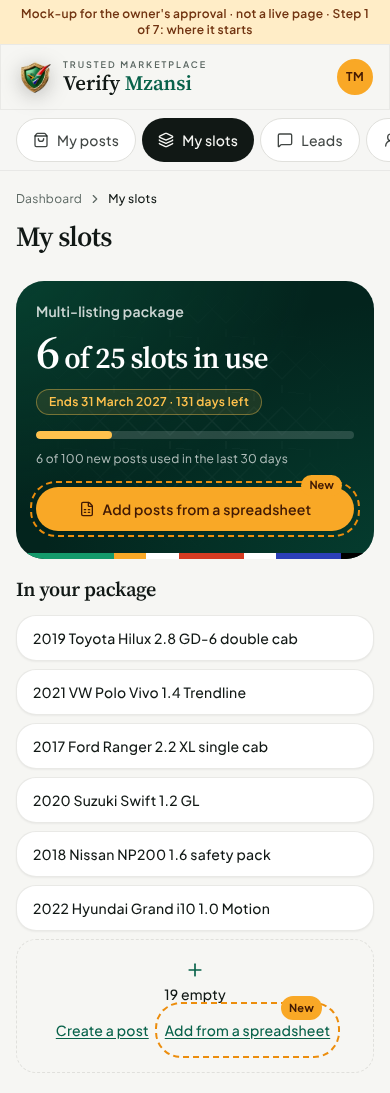 Mock-up for the owner's approval · not a live page · Step 1
of 7: where it starts
TRUSTED MARKETPLACE
Verify Mzansi
TM
My posts
My slots
Leads
Dashboard > My slots
My slots
Multi-listing package
6 of 25 slots in use
Ends 31 March 2027 · 131 days left
6 of 100 new posts used in the last 30 days
New
Add posts from a spreadsheet
In your package
2019 Toyota Hilux 2.8 GD-6 double cab
2021 VW Polo Vivo 1.4 Trendline
2017 Ford Ranger 2.2 XL single cab
2020 Suzuki Swift 1.2 GL
2018 Nissan NP200 1.6 safety pack
2022 Hyundai Grand i10 1.0 Motion
19 empty
New
Create a post
Add from a spreadsheet